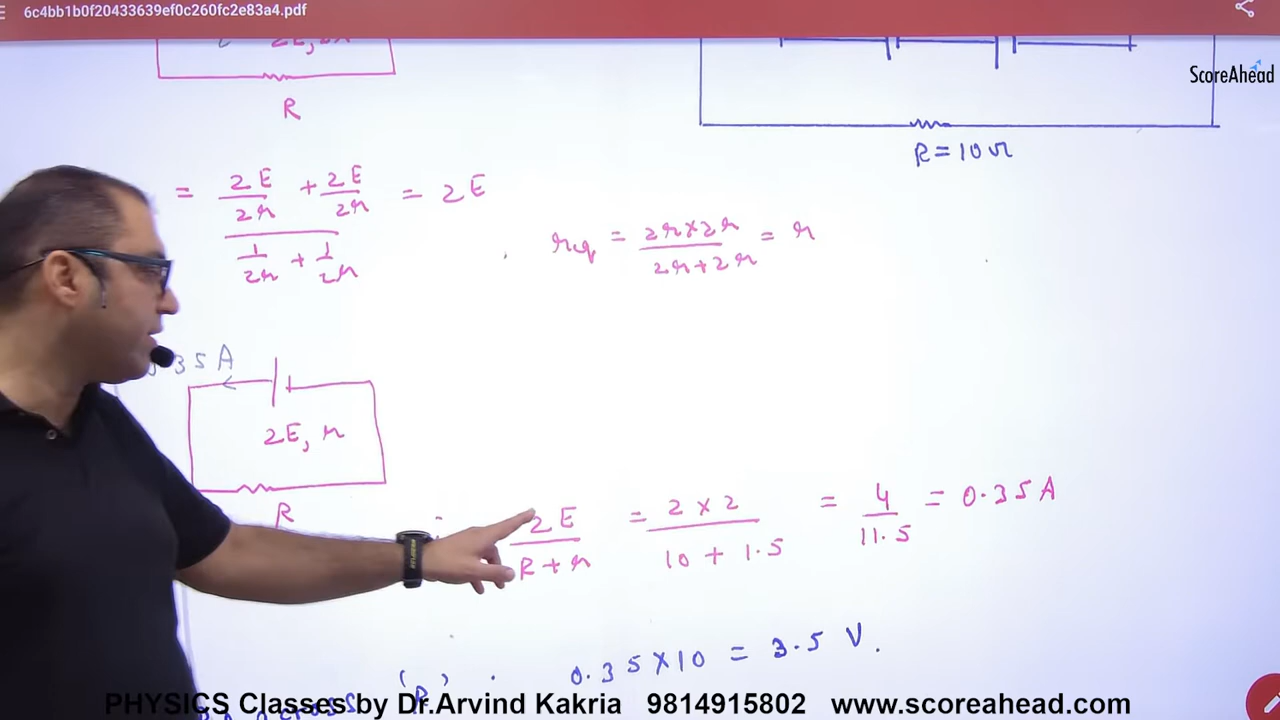 6c4bb1b0f20433639ef0c260fc2e83a4.pdf
ScoreAhead
R
R = 10 Ω
= (2E/2r + 2E/2r) / (1/2r + 1/2r) = 2E
, r_eq = (2r×2r)/(2r+2r) = r
35 A
2E, r
R
2E/(R+r) = (2×2)/(10+1.5) = 4/11.5 = 0.35 A
(R) : 0.35×10 = 3.5 V.
PHYSICS Classes by Dr.Arvind Kakria 9814915802 www.scoreahead.com